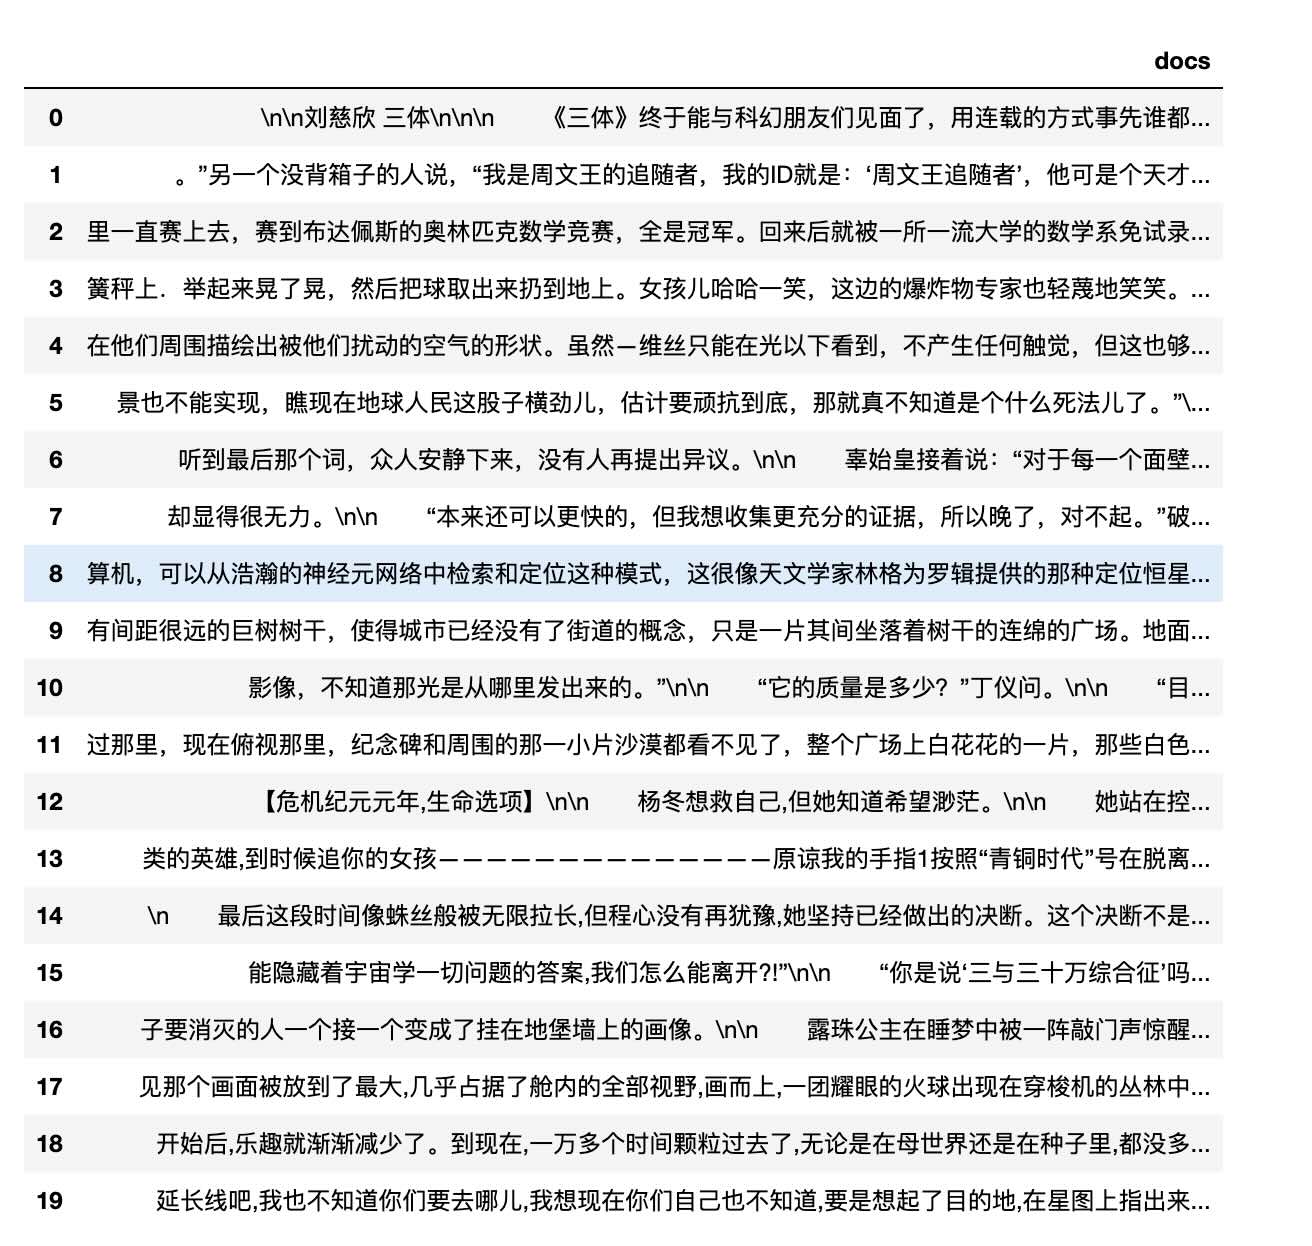 docs
0 \n\n刘慈欣 三体\n\n\n 《三体》终于能与科幻朋友们见面了，用连载的方式事先谁都...
1 。”另一个没背箱子的人说，“我是周文王的追随者，我的ID就是：‘周文王追随者’，他可是个天才...
2 里一直赛上去，赛到布达佩斯的奥林匹克数学竞赛，全是冠军。回来后就被一所一流大学的数学系免试录...
3 簧秤上．举起来晃了晃，然后把球取出来扔到地上。女孩儿哈哈一笑，这边的爆炸物专家也轻蔑地笑笑。...
4 在他们周围描绘出被他们扰动的空气的形状。虽然—维丝只能在光以下看到，不产生任何触觉，但这也够...
5 景也不能实现，瞧现在地球人民这股子横劲儿，估计要顽抗到底，那就真不知道是个什么死法儿了。”\...
6 听到最后那个词，众人安静下来，没有人再提出异议。\n\n 辜始皇接着说：“对于每一个面壁...
7 却显得很无力。\n\n “本来还可以更快的，但我想收集更充分的证据，所以晚了，对不起。”破...
8 算机，可以从浩瀚的神经元网络中检索和定位这种模式，这很像天文学家林格为罗辑提供的那种定位恒星...
9 有间距很远的巨树树干，使得城市已经没有了街道的概念，只是一片其间坐落着树干的连绵的广场。地面...
10 影像，不知道那光是从哪里发出来的。”\n\n “它的质量是多少？”丁仪问。\n\n “目...
11 过那里，现在俯视那里，纪念碑和周围的那一小片沙漠都看不见了，整个广场上白花花的一片，那些白色...
12 【危机纪元元年,生命选项】\n\n 杨冬想救自己,但她知道希望渺茫。\n\n 她站在控...
13 类的英雄,到时候追你的女孩——————————————原谅我的手指1按照“青铜时代”号在脱离...
14 \n 最后这段时间像蛛丝般被无限拉长,但程心没有再犹豫,她坚持已经做出的决断。这个决断不是...
15 能隐藏着宇宙学一切问题的答案,我们怎么能离开?!”\n\n “你是说‘三与三十万综合征’吗...
16 子要消灭的人一个接一个变成了挂在地堡墙上的画像。\n\n 露珠公主在睡梦中被一阵敲门声惊醒...
17 见那个画面被放到了最大,几乎占据了舱内的全部视野,画而上,一团耀眼的火球出现在穿梭机的丛林中...
18 开始后,乐趣就渐渐减少了。到现在,一万多个时间颗粒过去了,无论是在母世界还是在种子里,都没多...
19 延长线吧,我也不知道你们要去哪儿,我想现在你们自己也不知道,要是想起了目的地,在星图上指出来...